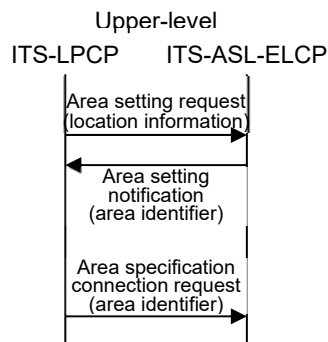 Upper-level
ITS-LPCP ITS-ASL-ELCP
Area setting request
(location information)
Area setting
notification
(area identifier)
Area specification
connection request
(area identifier)